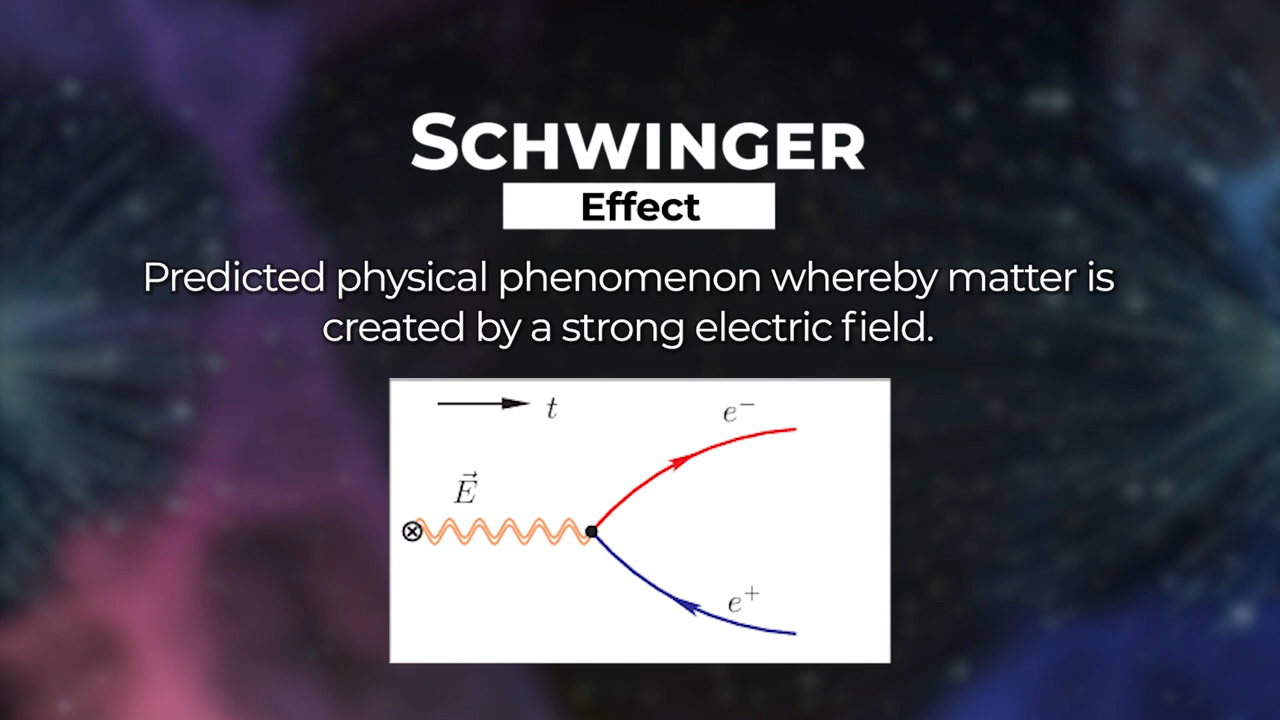 SCHWINGER
Effect
Predicted physical phenomenon whereby matter is
created by a strong electric field.
t
e⁻
E⃗
e⁺